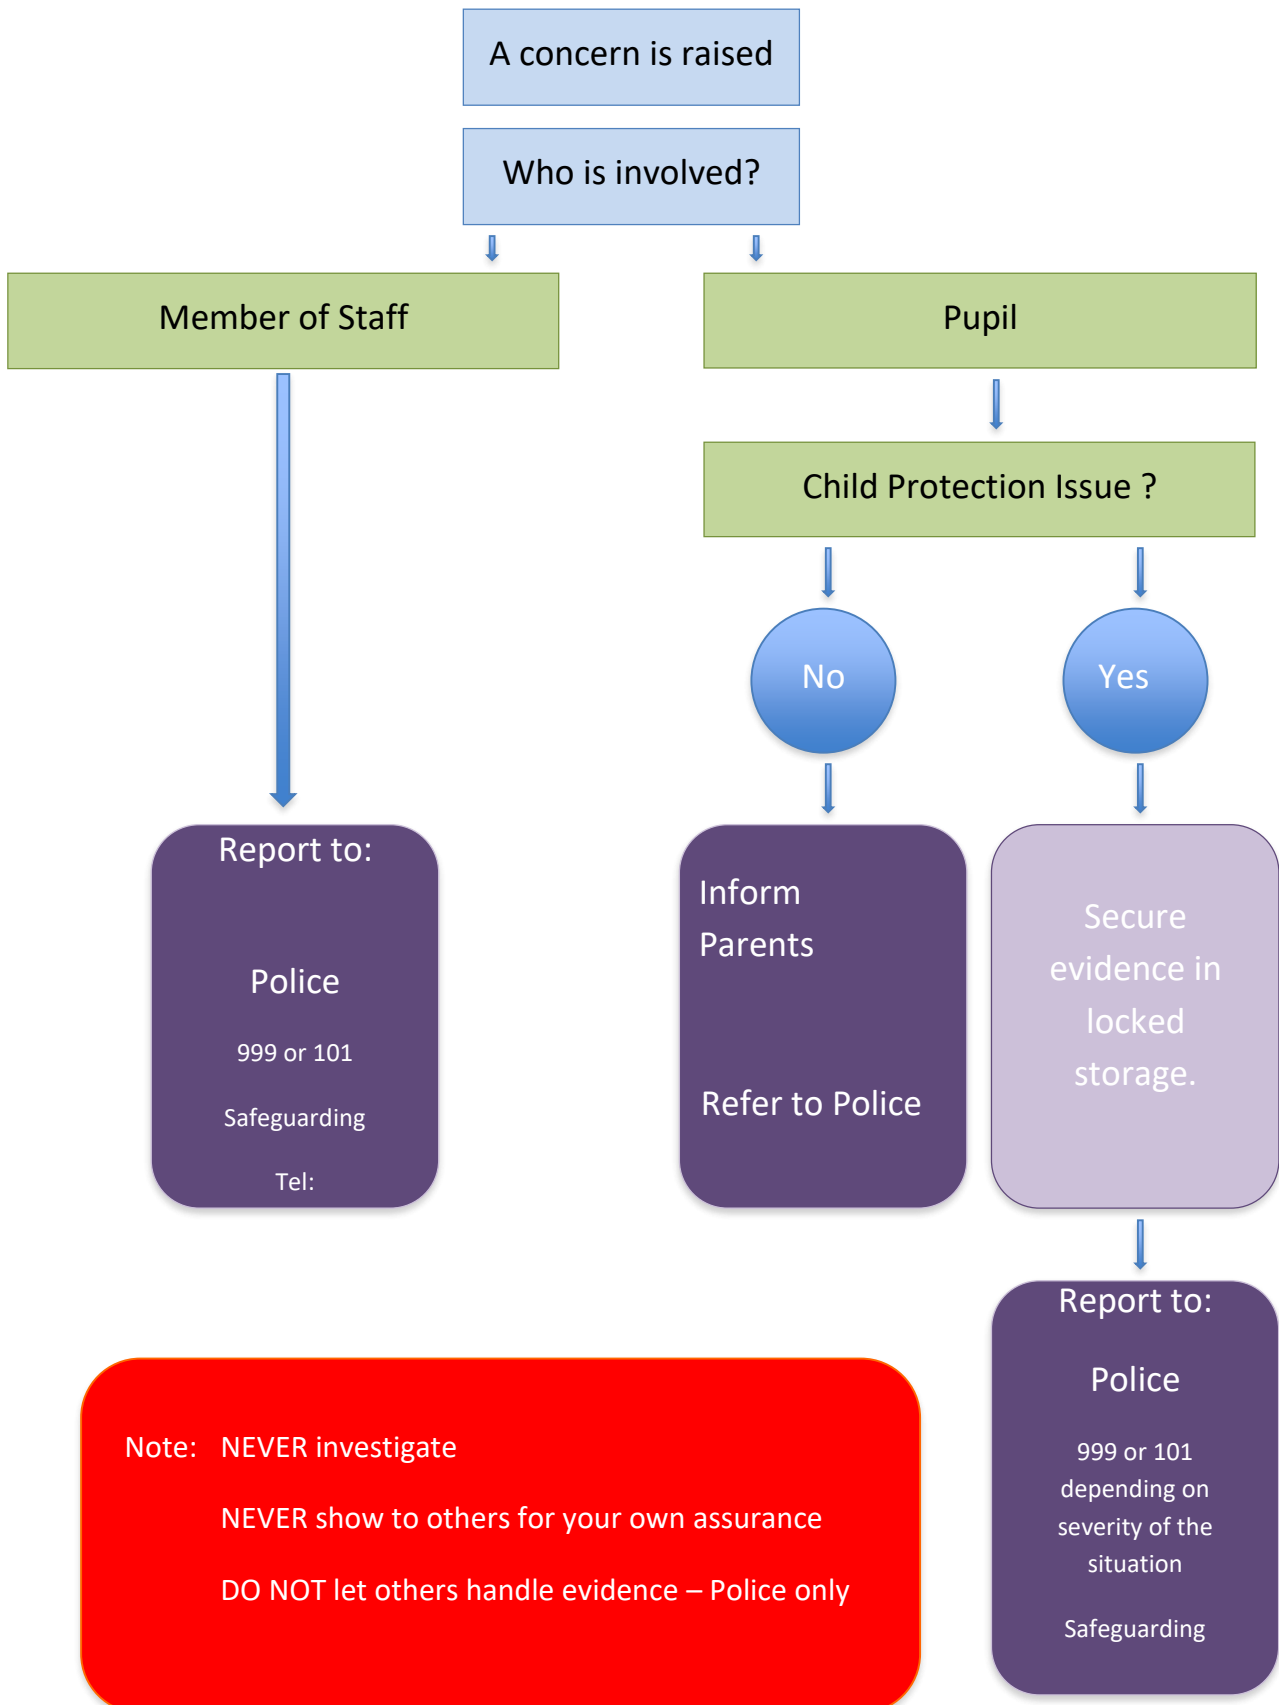 A concern is raised
Who is involved?
Member of Staff
Pupil
Child Protection Issue ?
No
Yes
Report to:
Police
999 or 101
Safeguarding
Tel:
Inform
Parents
Refer to Police
Secure
evidence in
locked
storage.
Report to:
Police
999 or 101
depending on
severity of the
situation
Safeguarding
Note: NEVER investigate
NEVER show to others for your own assurance
DO NOT let others handle evidence – Police only